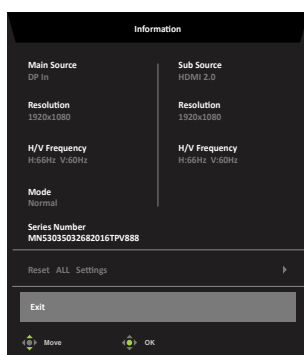 Information
Main Source
DP In
Sub Source
HDMI 2.0
Resolution
1920x1080
Resolution
1920x1080
H/V Frequency
H:66Hz V:60Hz
H/V Frequency
H:66Hz V:60Hz
Mode
Normal
Series Number
MN53035032682016TPV888
Reset ALL Settings
Exit
Move OK